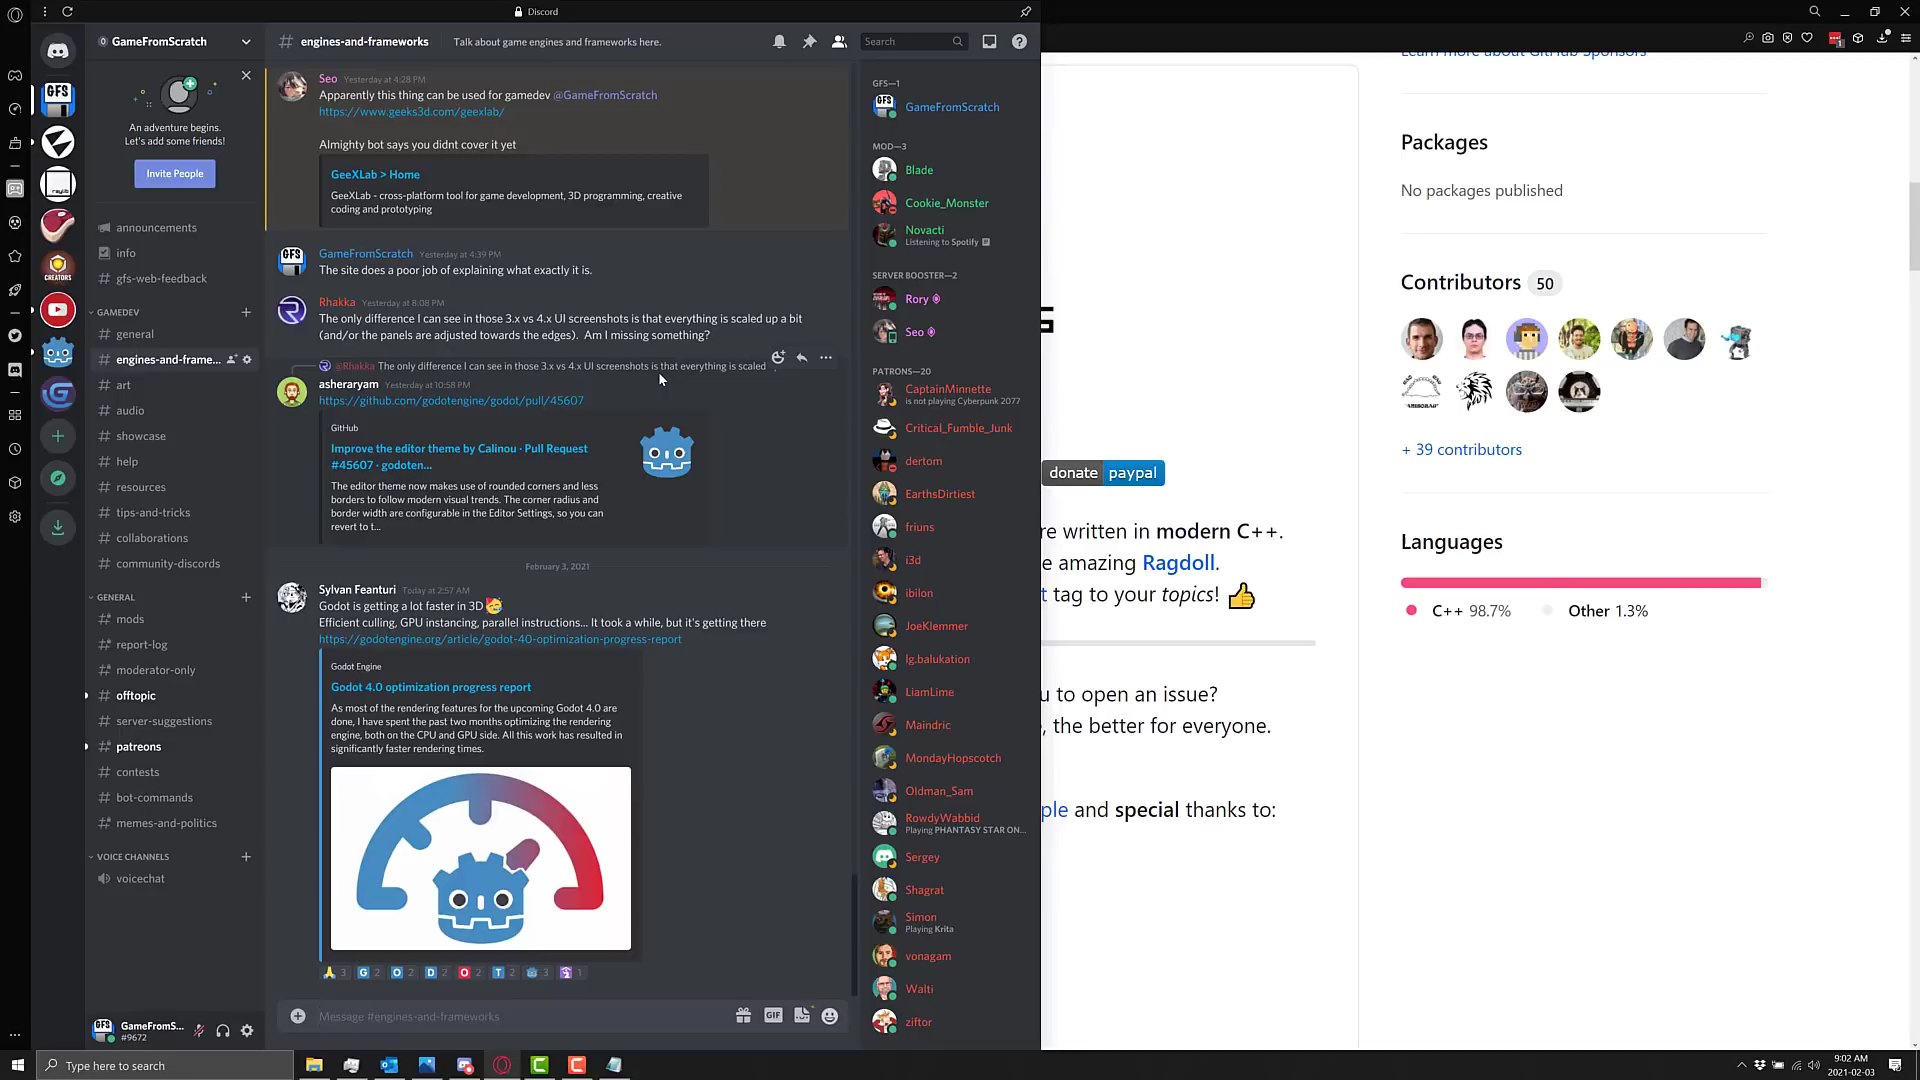 Discord
GameFromScratch
An adventure begins.
Let's add some friends!
Invite People
announcements
info
gfs-web-feedback
GAMEDEV
general
engines-and-frame...
art
audio
showcase
help
resources
tips-and-tricks
collaborations
community-discords
GENERAL
mods
report-log
moderator-only
offtopic
server-suggestions
patreons
contests
bot-commands
memes-and-politics
VOICE CHANNELS
voicechat
GameFromS...
#9672
engines-and-frameworks
Talk about game engines and frameworks here.
Search
Seo Yesterday at 4:28 PM
Apparently this thing can be used for gamedev @GameFromScratch
https://www.geeks3d.com/geexlab/
Almighty bot says you didnt cover it yet
GeeXLab > Home
GeeXLab - cross-platform tool for game development, 3D programming, creative
coding and prototyping
GameFromScratch Yesterday at 4:39 PM
The site does a poor job of explaining what exactly it is.
Rhakka Yesterday at 8:08 PM
The only difference I can see in those 3.x vs 4.x UI screenshots is that everything is scaled up a bit
(and/or the panels are adjusted towards the edges). Am I missing something?
@Rhakka The only difference I can see in those 3.x vs 4.x UI screenshots is that everything is scaled
asheraryam Yesterday at 10:58 PM
https://github.com/godotengine/godot/pull/45607
GitHub
Improve the editor theme by Calinou · Pull Request
#45607 · godoten...
The editor theme now makes use of rounded corners and less
borders to follow modern visual trends. The corner radius and
border width are configurable in the Editor Settings, so you can
revert to t...
February 3, 2021
Sylvan Feanturi Today at 2:57 AM
Godot is getting a lot faster in 3D
Efficient culling, GPU instancing, parallel instructions... It took a while, but it's getting there
https://godotengine.org/article/godot-40-optimization-progress-report
Godot Engine
Godot 4.0 optimization progress report
As most of the rendering features for the upcoming Godot 4.0 are
done, I have spent the past two months optimizing the rendering
engine, both on the CPU and GPU side. All this work has resulted in
significantly faster rendering times.
3 G 2 O 2 D 2 O 2 T 2 3 1
Message #engines-and-frameworks
GIF
GFS—1
GFS GameFromScratch
MOD—3
Blade
Cookie_Monster
Novacti
Listening to Spotify
SERVER BOOSTER—2
Rory
Seo
PATRONS—20
CaptainMinnette
is not playing Cyberpunk 2077
Critical_Fumble_Junk
dertom
EarthsDirtiest
friuns
i3d
ibilon
JoeKlemmer
lg.balukation
LiamLime
Maindric
MondayHopscotch
Oldman_Sam
RowdyWabbid
Playing PHANTASY STAR ON...
Sergey
Shagrat
Simon
Playing Krita
vonagam
Walti
ziftor
donate paypal
re written in modern C++.
e amazing Ragdoll.
t tag to your topics!
u to open an issue?
, the better for everyone.
ple and special thanks to:
Learn more about GitHub Sponsors
Packages
No packages published
Contributors 50
+ 39 contributors
Languages
C++ 98.7% Other 1.3%
Type here to search
9:02 AM
2021-02-03